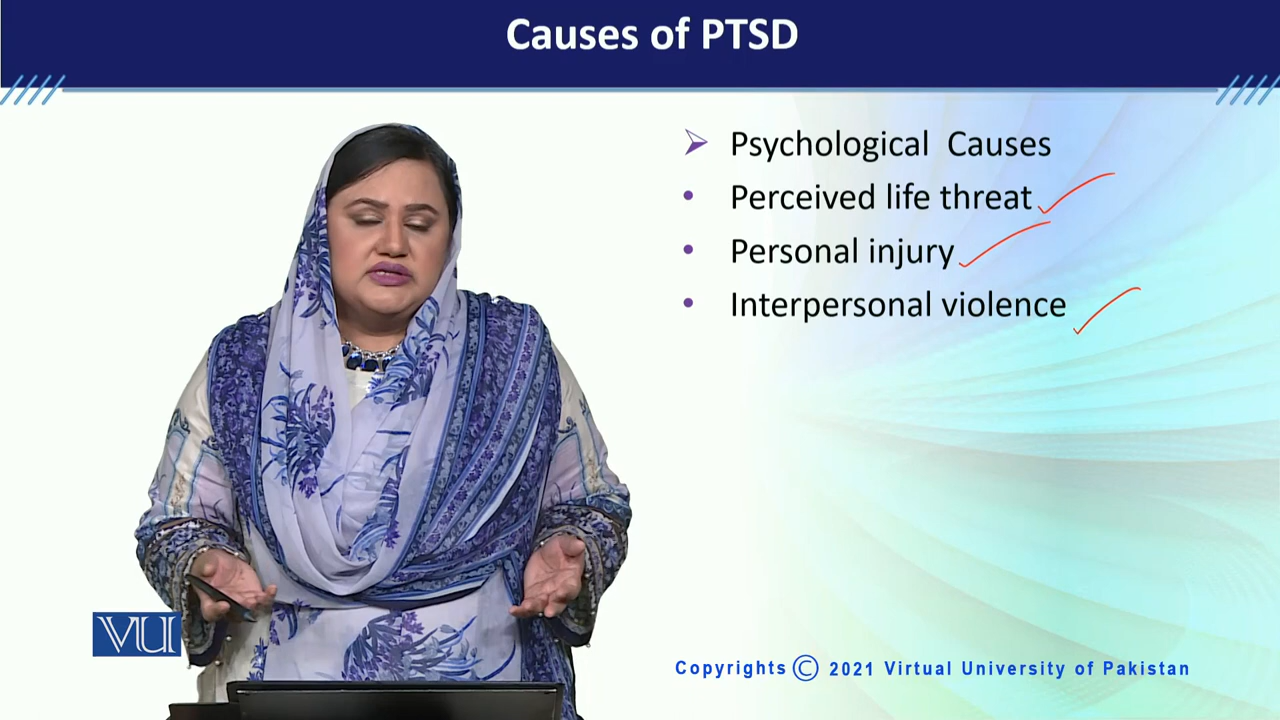 Causes of PTSD
Psychological Causes
Perceived life threat
Personal injury
Interpersonal violence
VU
Copyrights © 2021 Virtual University of Pakistan